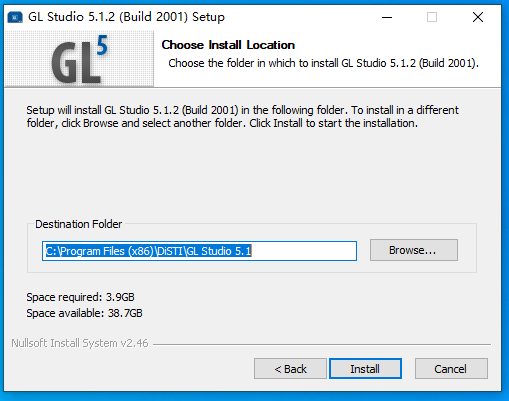 GL Studio 5.1.2 (Build 2001) Setup
GL5
Choose Install Location
Choose the folder in which to install GL Studio 5.1.2 (Build 2001).
Setup will install GL Studio 5.1.2 (Build 2001) in the following folder. To install in a different
folder, click Browse and select another folder. Click Install to start the installation.
Destination Folder
C:\Program Files (x86)\DiSTI\GL Studio 5.1
Browse...
Space required: 3.9GB
Space available: 38.7GB
Nullsoft Install System v2.46
< Back
Install
Cancel